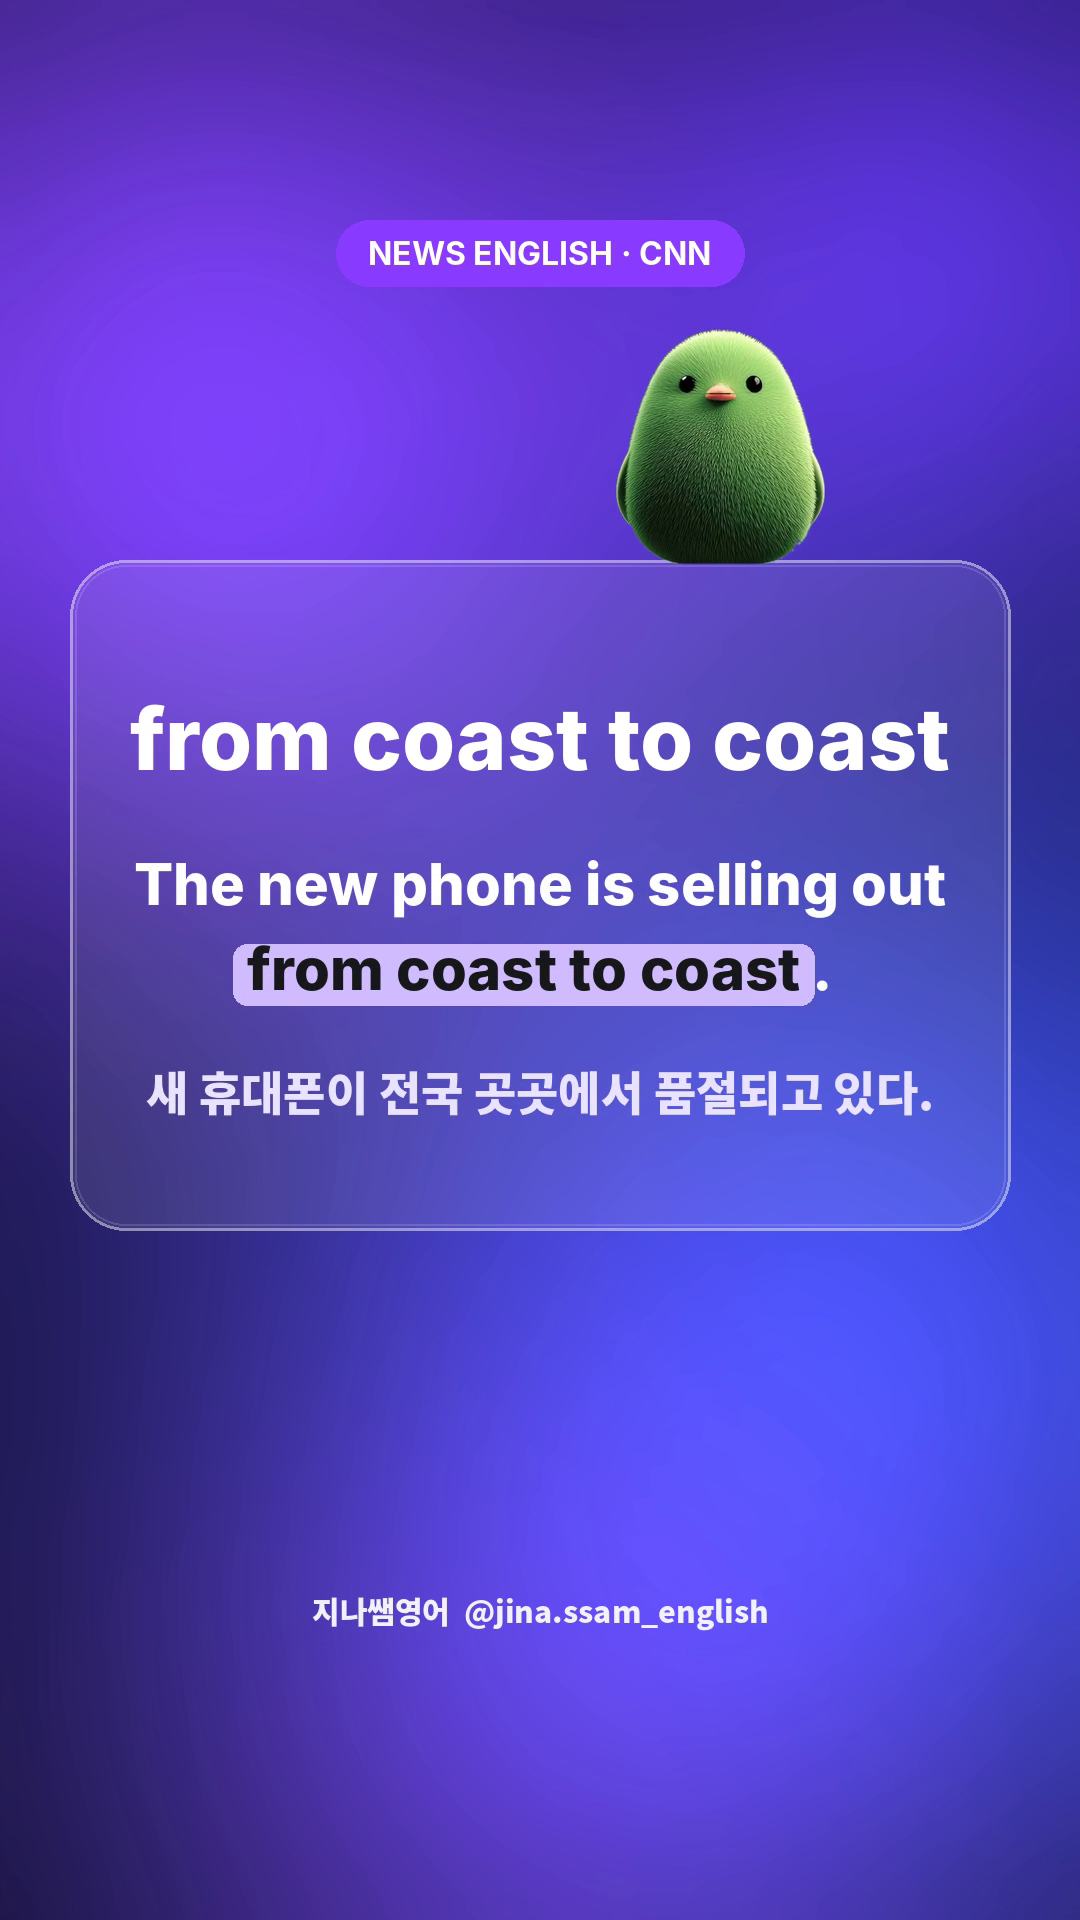 NEWS ENGLISH · CNN
from coast to coast
The new phone is selling out
from coast to coast.
새 휴대폰이 전국 곳곳에서 품절되고 있다.
지나쌤영어 @jina.ssam_english